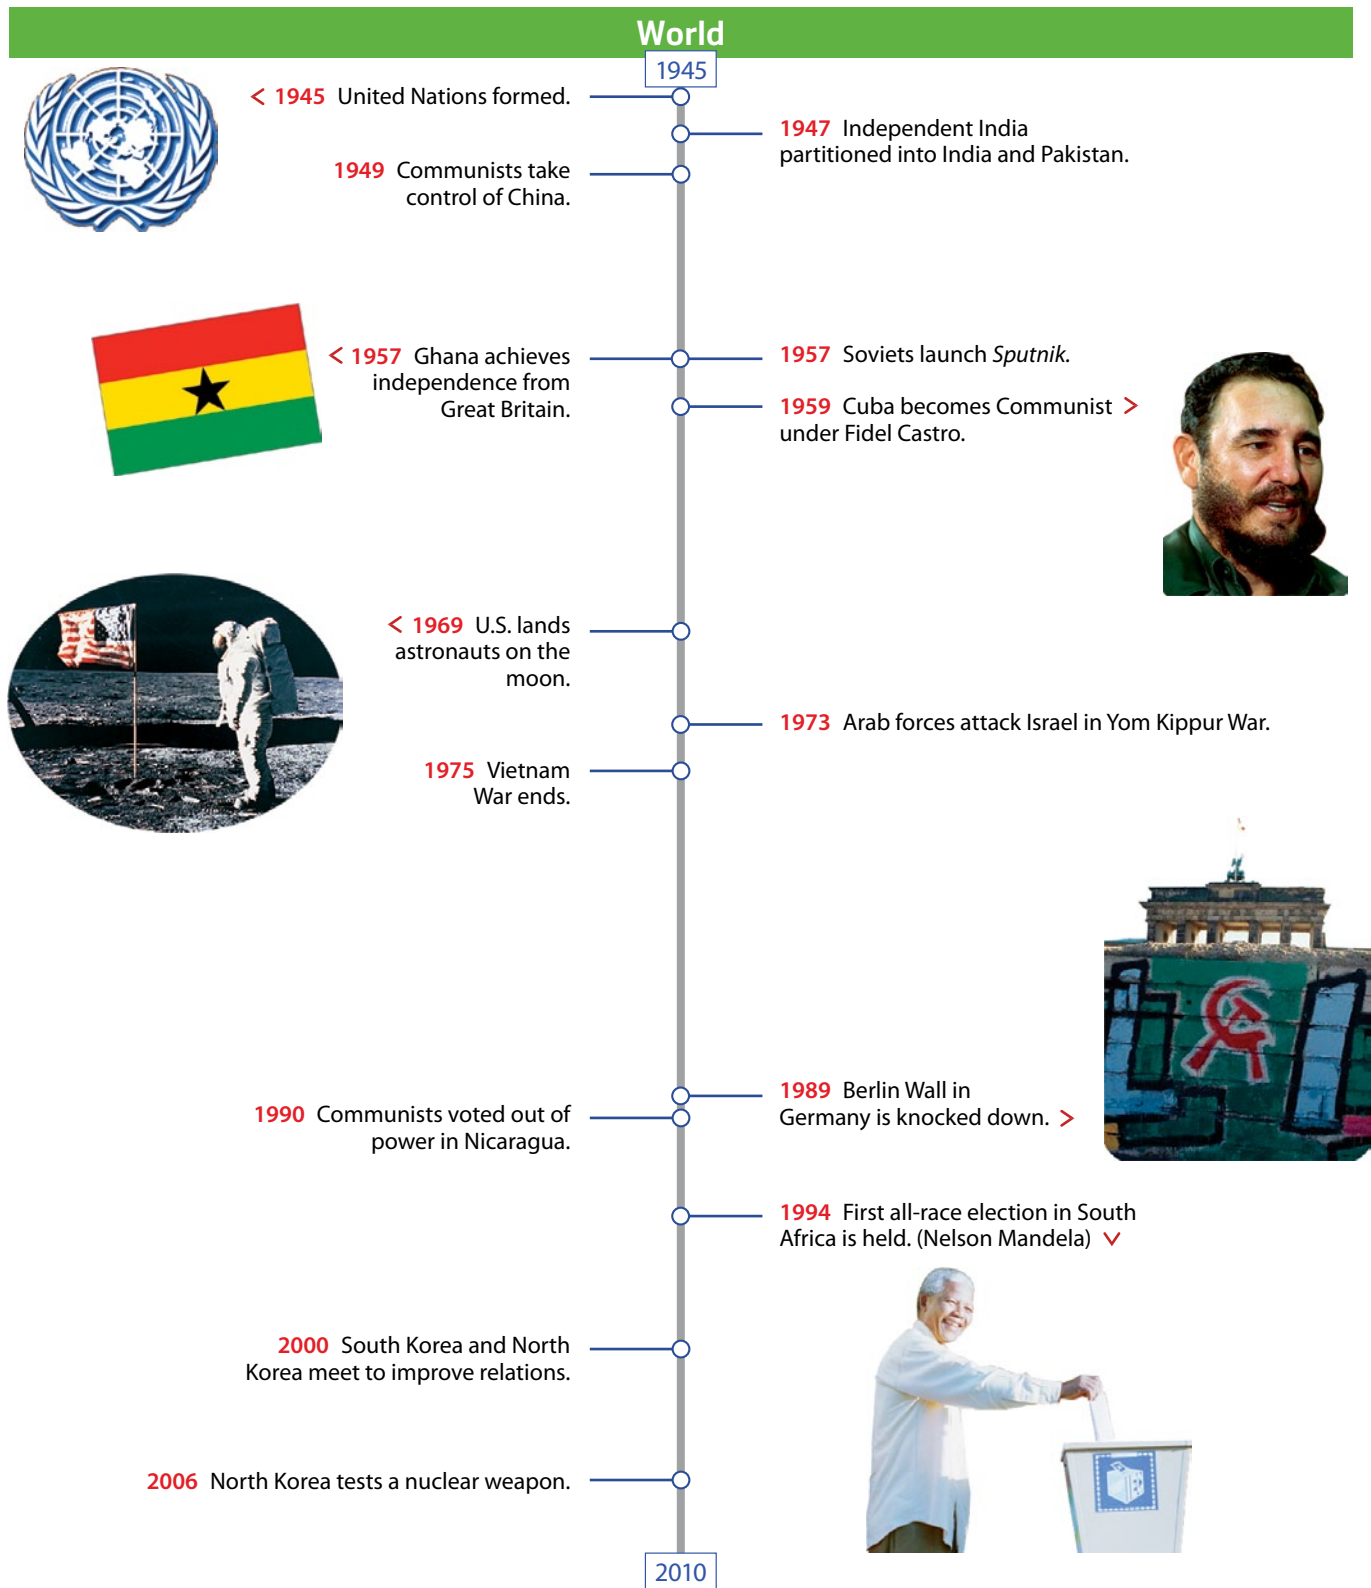 World
1945
< 1945 United Nations formed.
1947 Independent India
partitioned into India and Pakistan.
1949 Communists take
control of China.
< 1957 Ghana achieves
independence from
Great Britain.
1957 Soviets launch Sputnik.
1959 Cuba becomes Communist >
under Fidel Castro.
< 1969 U.S. lands
astronauts on the
moon.
1973 Arab forces attack Israel in Yom Kippur War.
1975 Vietnam
War ends.
1989 Berlin Wall in
Germany is knocked down. >
1990 Communists voted out of
power in Nicaragua.
1994 First all-race election in South
Africa is held. (Nelson Mandela)
2000 South Korea and North
Korea meet to improve relations.
2006 North Korea tests a nuclear weapon.
2010